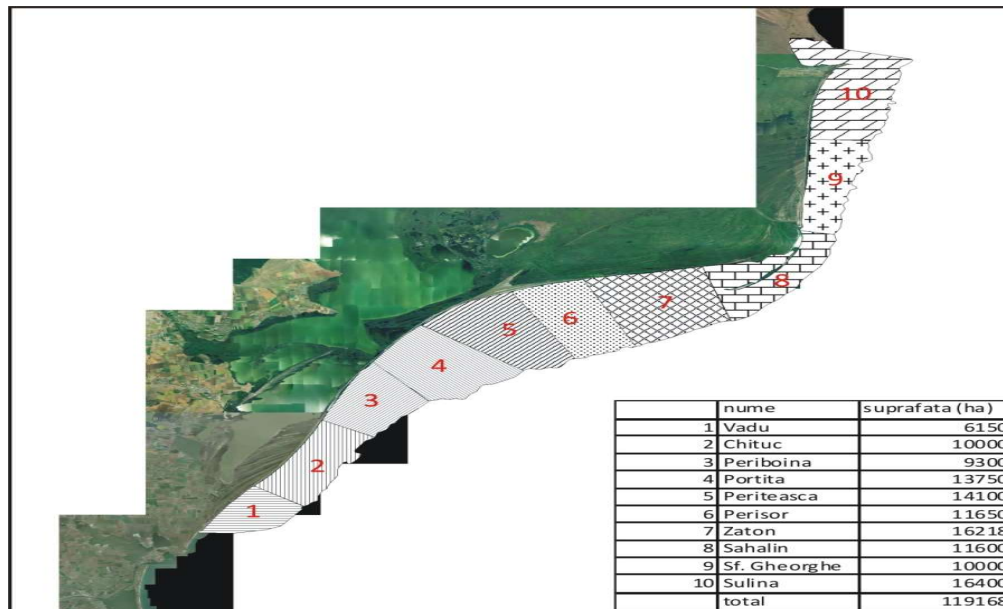 10
9
8
7
6
5
4
3
2
1
nume suprafata (ha)
1 Vadu 6150
2 Chituc 10000
3 Periboina 9300
4 Portita 13750
5 Periteasca 14100
6 Perisor 11650
7 Zaton 16218
8 Sahalin 11600
9 Sf. Gheorghe 10000
10 Sulina 16400
total 119168